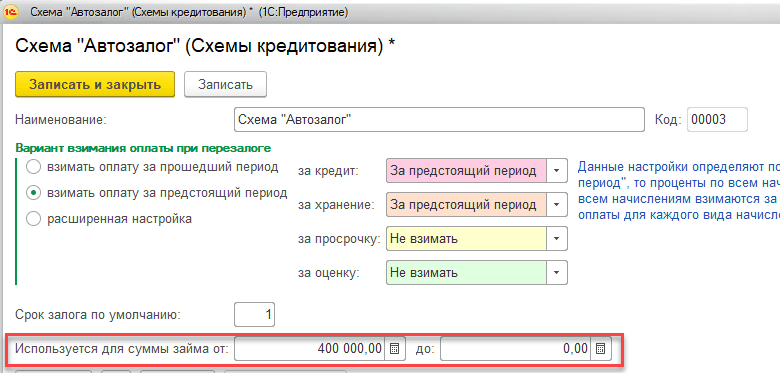 Схема "Автозалог" (Схемы кредитования) * (1С:Предприятие)
Схема "Автозалог" (Схемы кредитования) *
Записать и закрыть Записать
Наименование: Схема "Автозалог" Код: 00003
Вариант взимания оплаты при перезалоге
взимать оплату за прошедший период
взимать оплату за предстоящий период
расширенная настройка
за кредит: За предстоящий период
за хранение: За предстоящий период
за просрочку: Не взимать
за оценку: Не взимать
Данные настройки определяют по
период", то проценты по всем нач
всем начислениям взимаются за
оплаты для каждого вида начисле
Срок залога по умолчанию: 1
Используется для суммы займа от: 400 000,00 до: 0,00